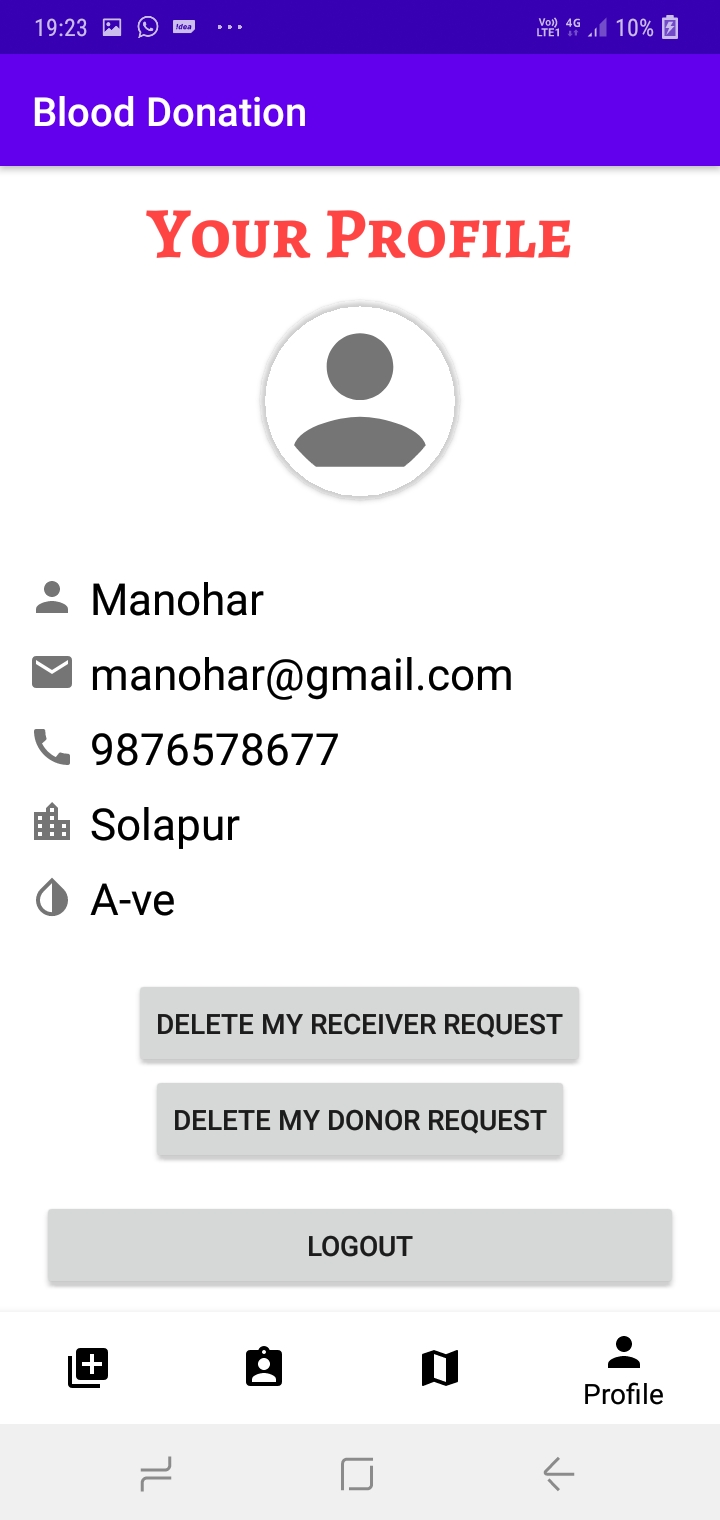 19:23 !dea Vo)) LTE1 4G 10%
Blood Donation
Your Profile
Manohar
manohar@gmail.com
9876578677
Solapur
A-ve
DELETE MY RECEIVER REQUEST
DELETE MY DONOR REQUEST
LOGOUT
Profile